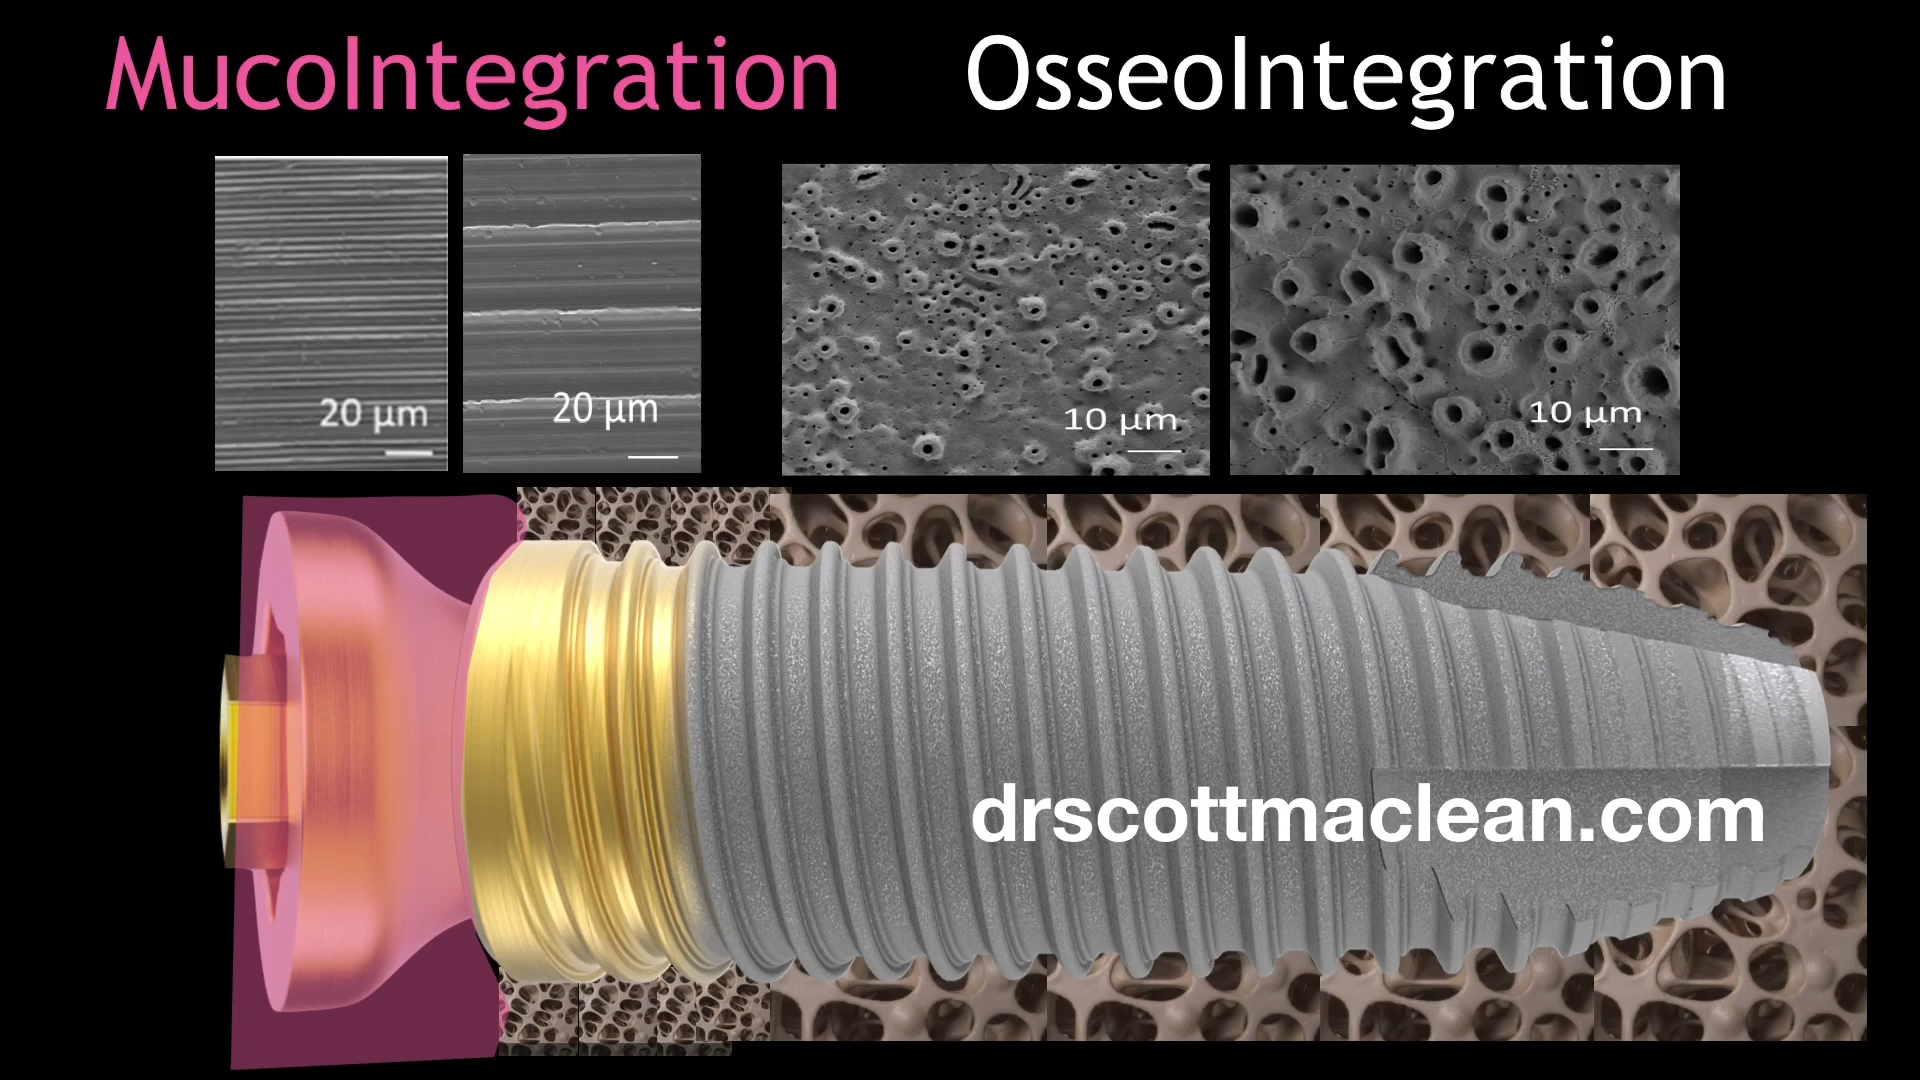 MucoIntegration
OsseoIntegration
20 µm
20 µm
10 µm
10 µm
drscottmaclean.com